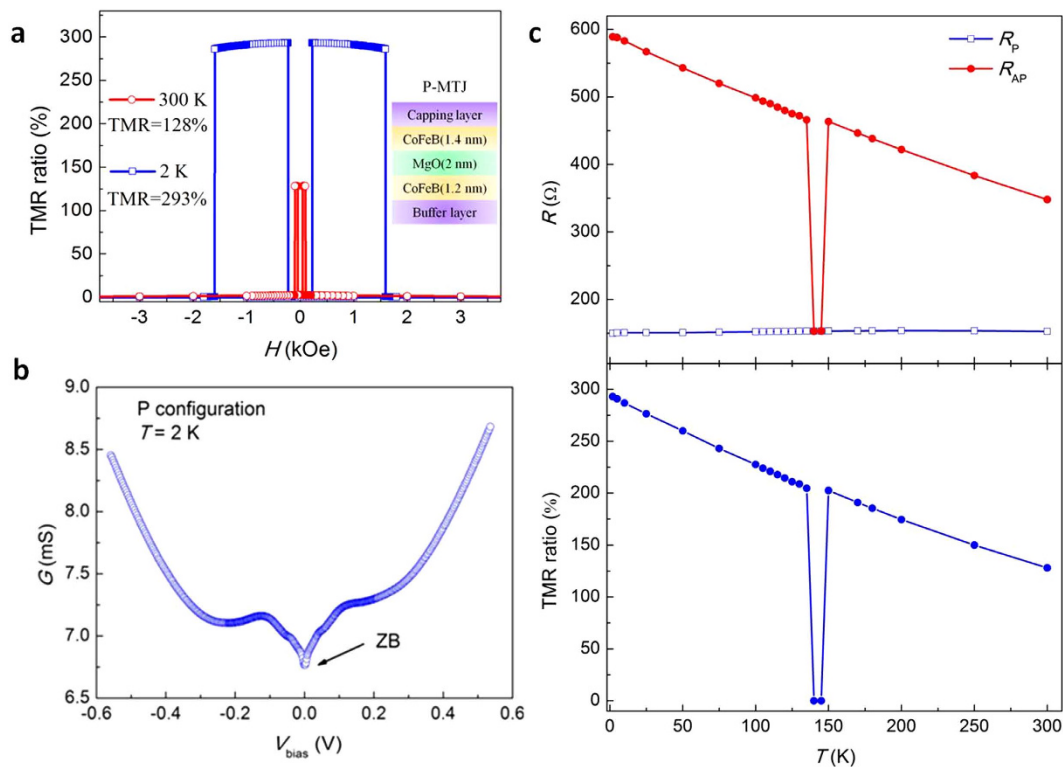 a
TMR ratio (%)
300
250
200
150
100
50
0
300 K
TMR=128%
2 K
TMR=293%
P-MTJ
Capping layer
CoFeB(1.4 nm)
MgO(2 nm)
CoFeB(1.2 nm)
Buffer layer
-3 -2 -1 0 1 2 3
H (kOe)
b
G (mS)
9.0
8.5
8.0
7.5
7.0
6.5
P configuration
T = 2 K
ZB
-0.6 -0.4 -0.2 0.0 0.2 0.4 0.6
Vbias (V)
c
R (Ω)
600
500
400
300
200
RP
RAP
TMR ratio (%)
300
250
200
150
100
50
0
0 50 100 150 200 250 300
T (K)